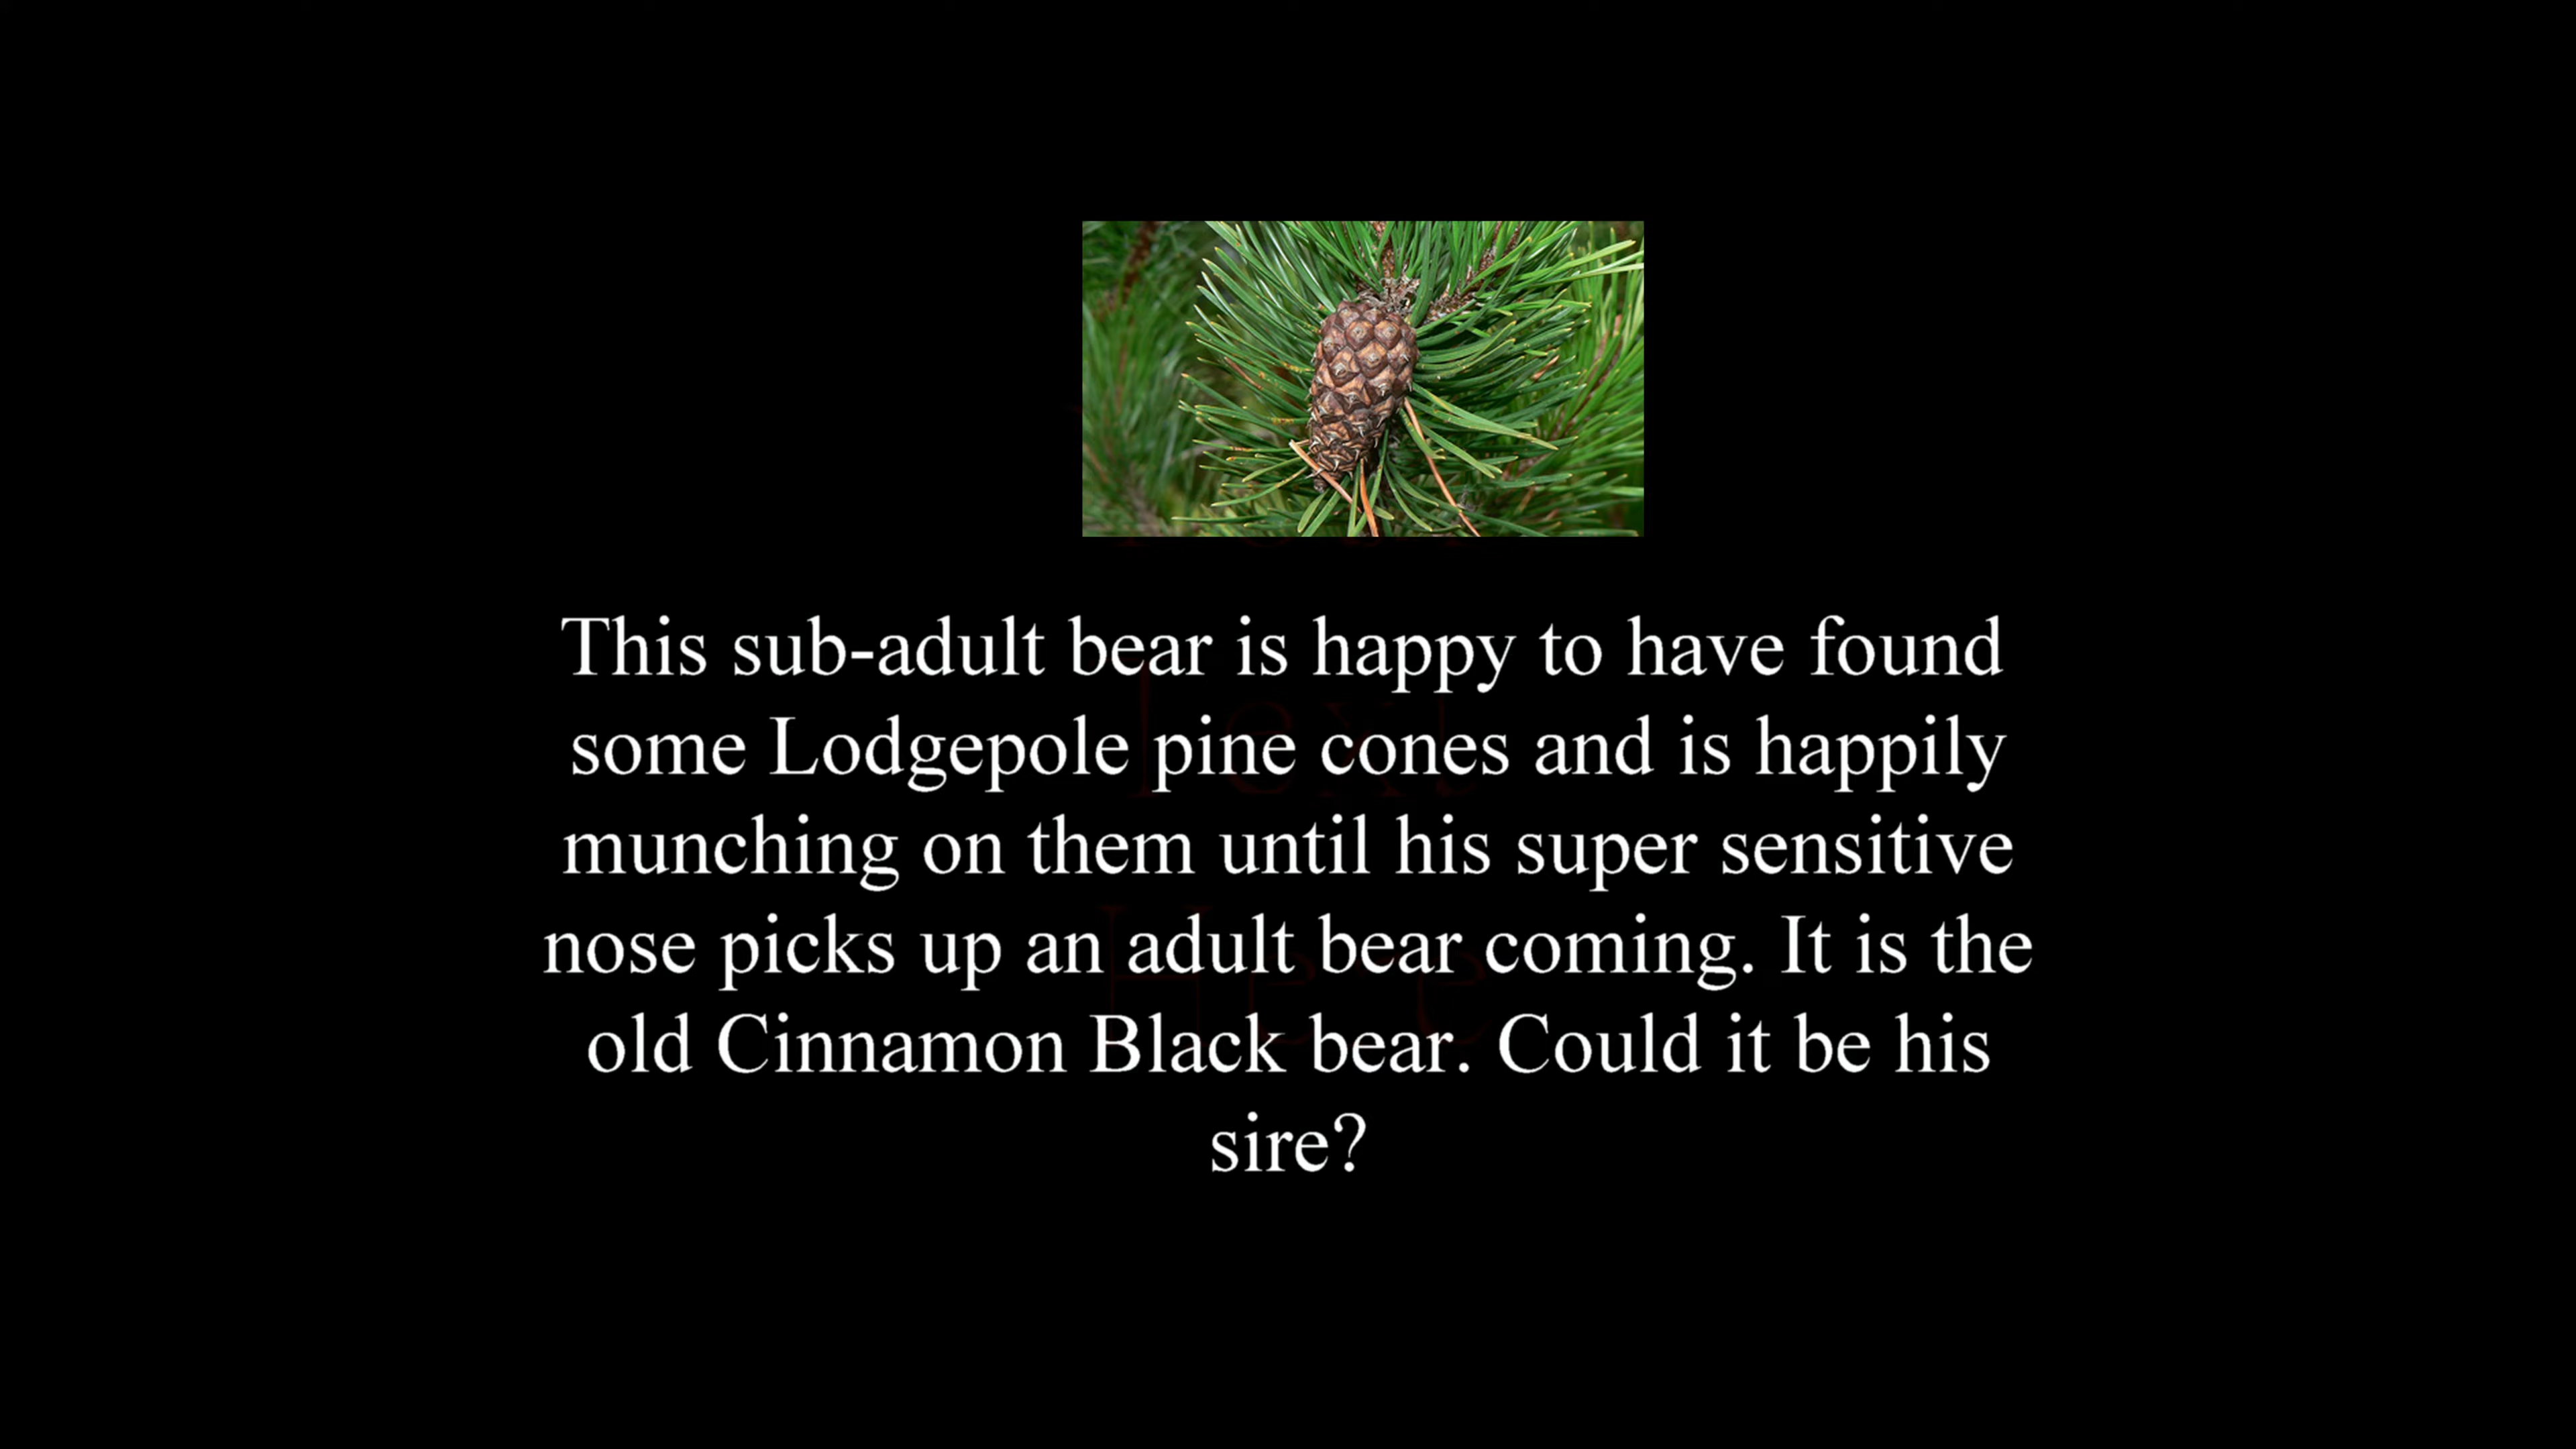 This sub-adult bear is happy to have found
some Lodgepole pine cones and is happily
munching on them until his super sensitive
nose picks up an adult bear coming. It is the
old Cinnamon Black bear. Could it be his
sire?
Text
Here